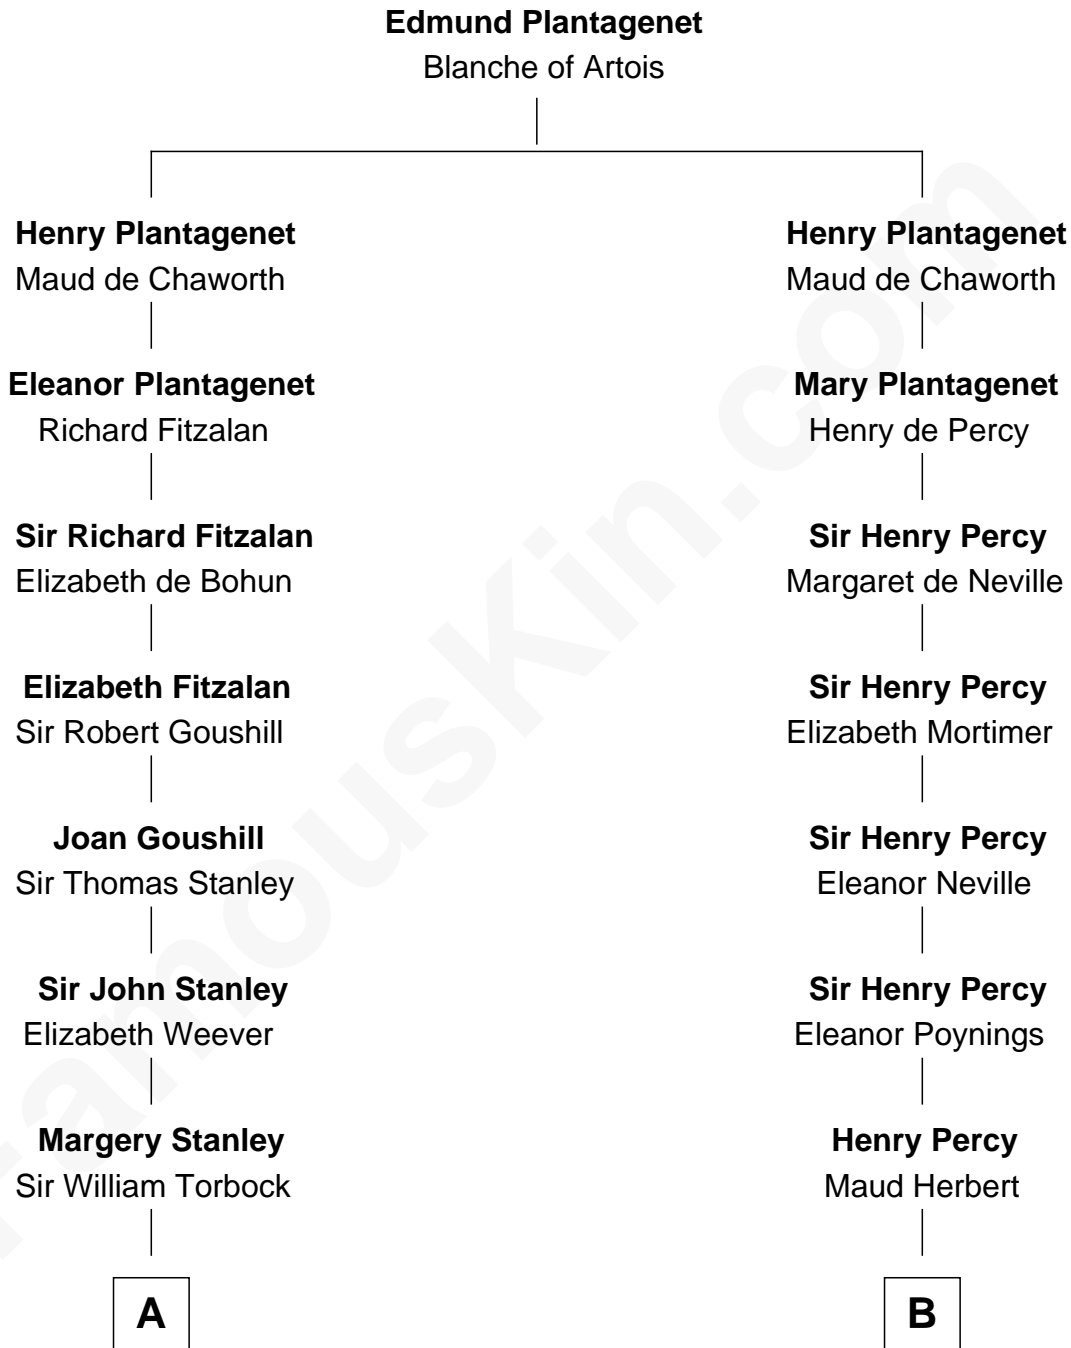 Edmund Plantagenet
Blanche of Artois
Henry Plantagenet
Maud de Chaworth
Henry Plantagenet
Maud de Chaworth
Eleanor Plantagenet
Richard Fitzalan
Mary Plantagenet
Henry de Percy
Sir Richard Fitzalan
Elizabeth de Bohun
Sir Henry Percy
Margaret de Neville
Elizabeth Fitzalan
Sir Robert Goushill
Sir Henry Percy
Elizabeth Mortimer
Joan Goushill
Sir Thomas Stanley
Sir Henry Percy
Eleanor Neville
Sir John Stanley
Elizabeth Weever
Sir Henry Percy
Eleanor Poynings
Margery Stanley
Sir William Torbock
Henry Percy
Maud Herbert
A
B
FamousKin.com